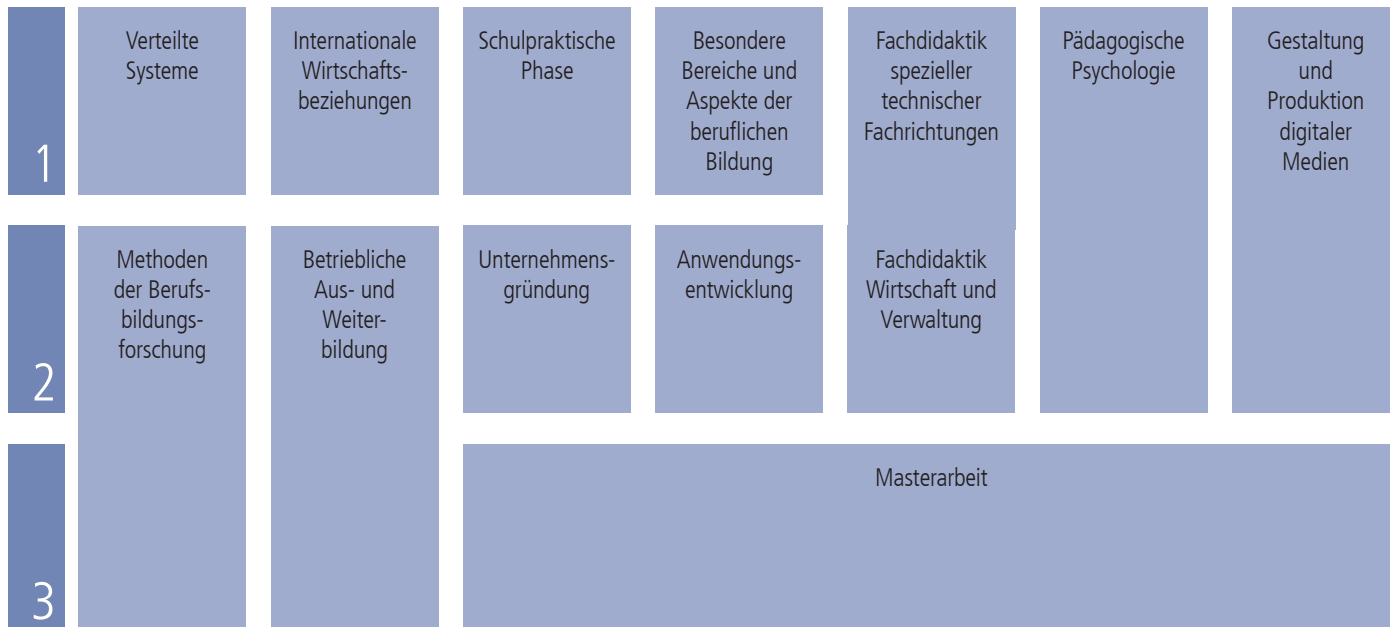 1
Verteilte
Systeme
Internationale
Wirtschafts-
beziehungen
Schulpraktische
Phase
Besondere
Bereiche und
Aspekte der
beruflichen
Bildung
Fachdidaktik
spezieller
technischer
Fachrichtungen
Pädagogische
Psychologie
Gestaltung
und
Produktion
digitaler
Medien
2
Methoden
der Berufs-
bildungs-
forschung
Betriebliche
Aus- und
Weiter-
bildung
Unternehmens-
gründung
Anwendungs-
entwicklung
Fachdidaktik
Wirtschaft und
Verwaltung
3
Masterarbeit